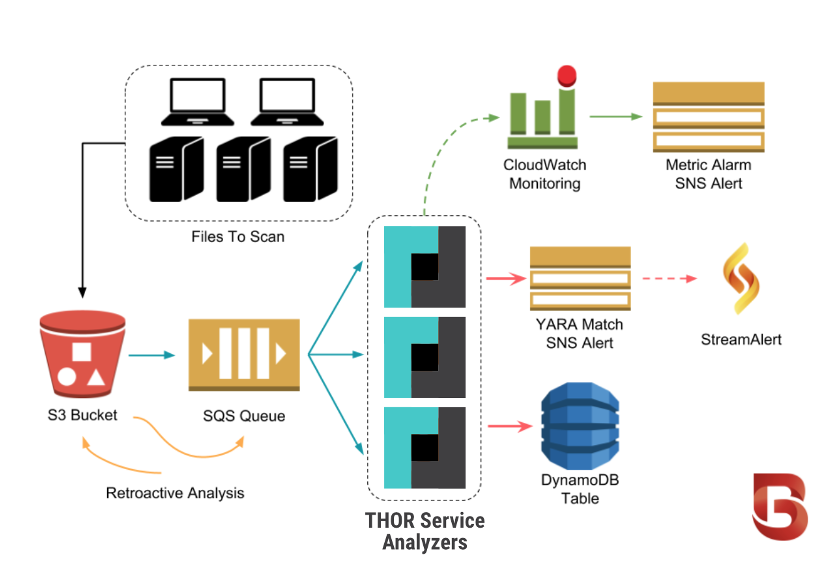 CloudWatch
Monitoring
Metric Alarm
SNS Alert
Files To Scan
YARA Match
SNS Alert
StreamAlert
S3 Bucket
SQS Queue
DynamoDB
Table
Retroactive Analysis
THOR Service
Analyzers